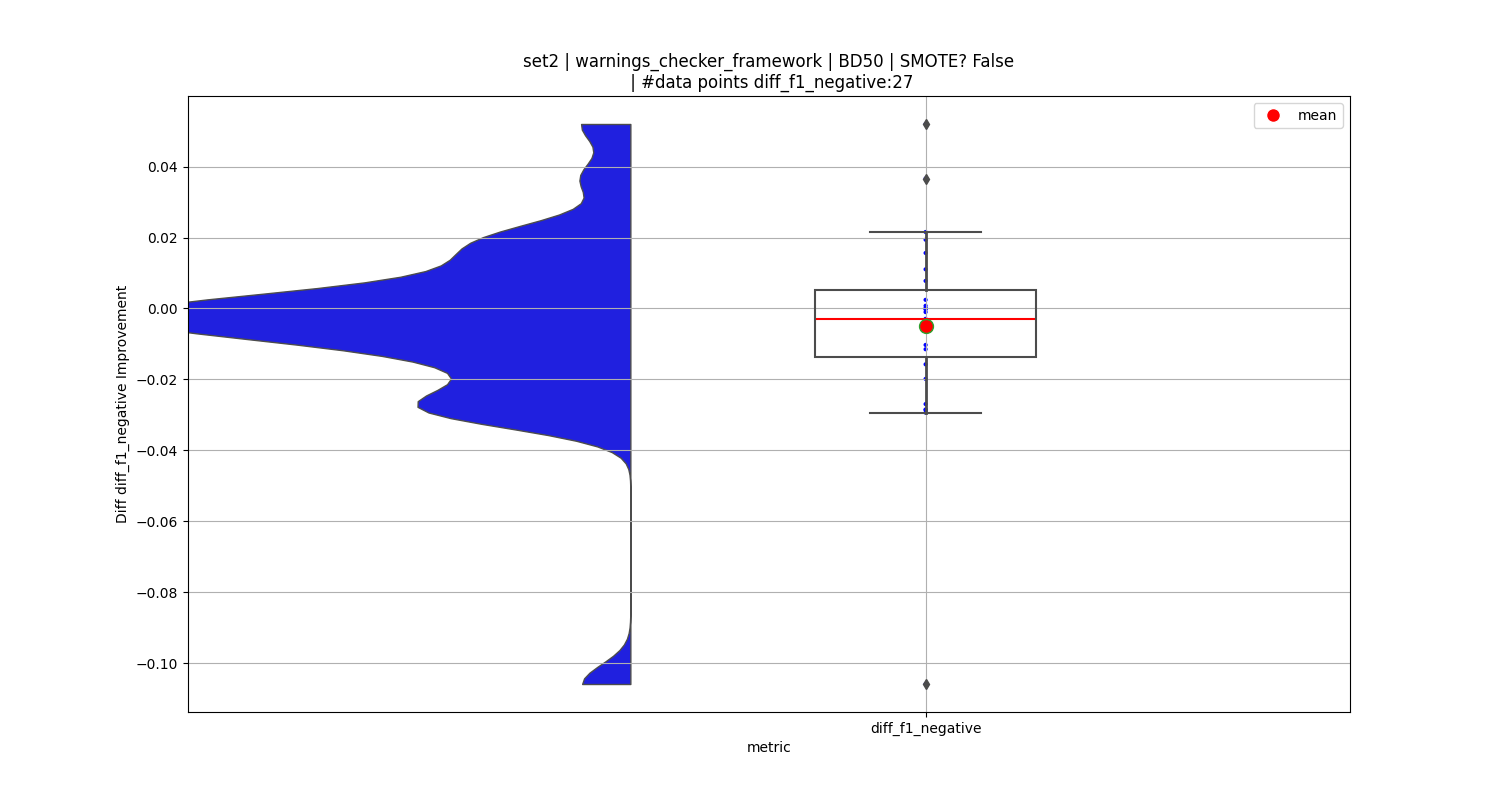 set2 | warnings_checker_framework | BD50 | SMOTE? False
| #data points diff_f1_negative:27
mean
0.04
0.02
0.00
−0.02
−0.04
−0.06
−0.08
−0.10
Diff diff_f1_negative Improvement
diff_f1_negative
metric